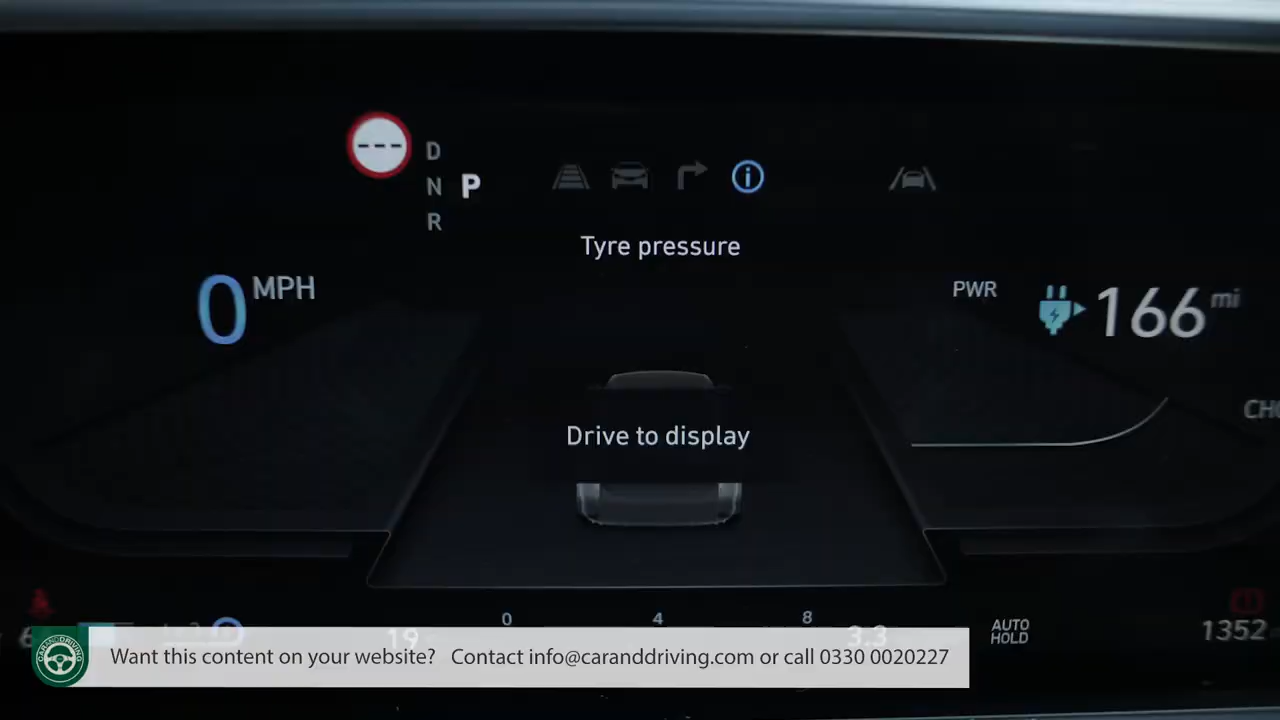 D
N P
R
Tyre pressure
0 MPH
PWR
166 mi
Drive to display
0 4 8
AUTO
HOLD
1352
CARANDDRIVING
Want this content on your website? Contact info@caranddriving.com or call 0330 0020227